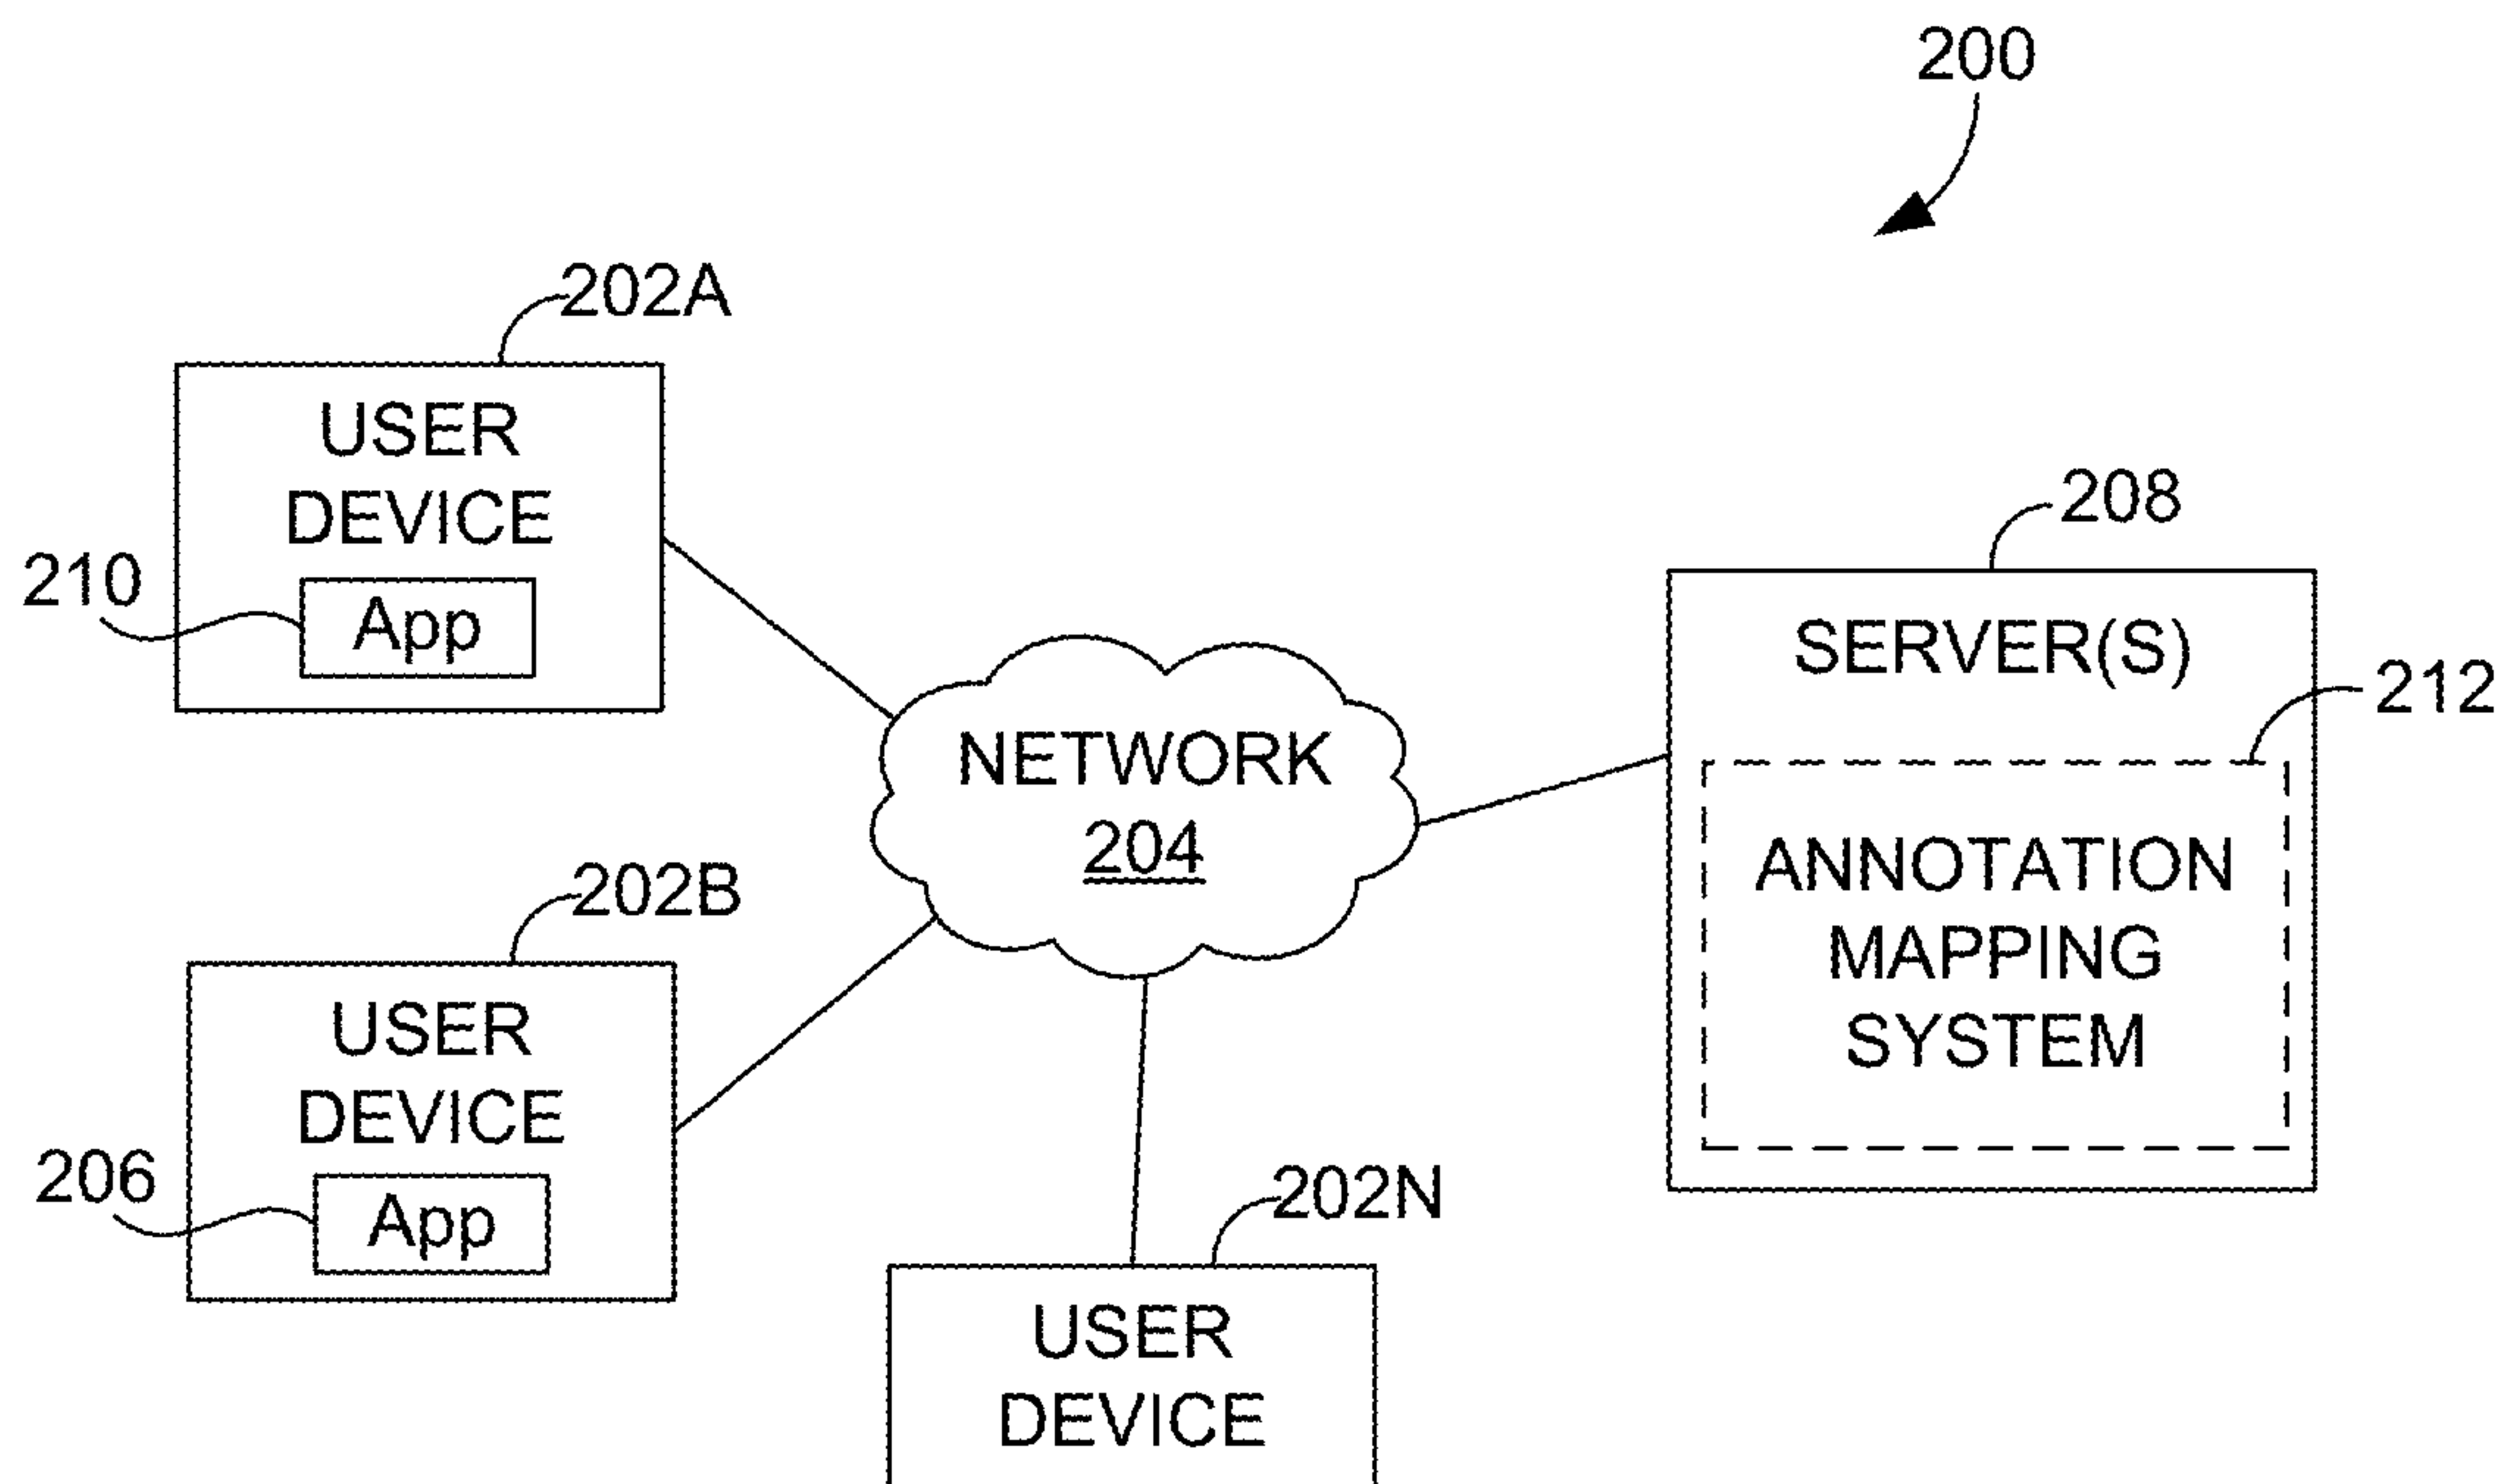 200
202A
USER
DEVICE
210
App
208
SERVER(S)
212
NETWORK
204
ANNOTATION
MAPPING
SYSTEM
202B
USER
DEVICE
206
App
202N
USER
DEVICE